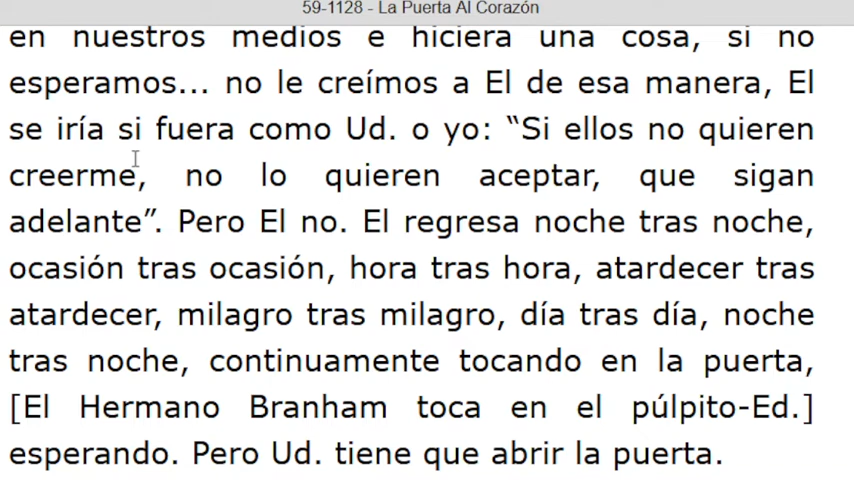 59-1128 - La Puerta Al Corazón
en nuestros medios e hiciera una cosa, si no
esperamos... no le creímos a El de esa manera, El
se iría si fuera como Ud. o yo: “Si ellos no quieren
creerme, no lo quieren aceptar, que sigan
adelante”. Pero El no. El regresa noche tras noche,
ocasión tras ocasión, hora tras hora, atardecer tras
atardecer, milagro tras milagro, día tras día, noche
tras noche, continuamente tocando en la puerta,
[El Hermano Branham toca en el púlpito-Ed.]
esperando. Pero Ud. tiene que abrir la puerta.